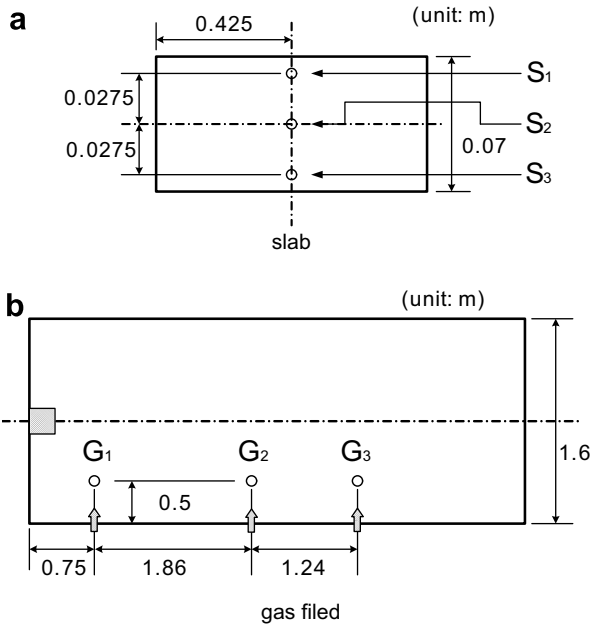 a
(unit: m)
0.425
S1
0.0275
S2
0.0275
0.07
S3
slab
b
(unit: m)
G1
G2
G3
1.6
0.5
0.75
1.86
1.24
gas filed